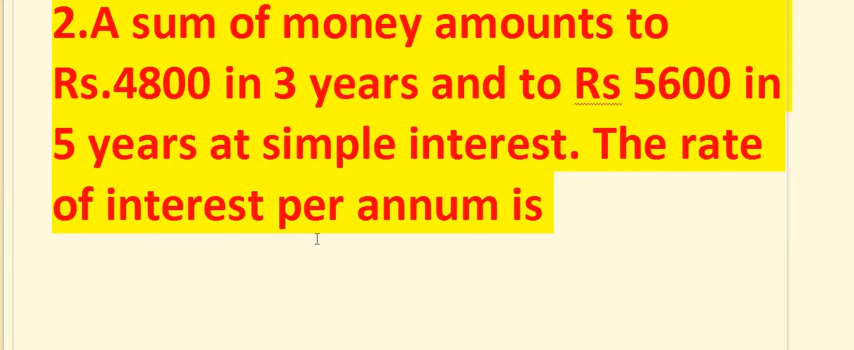 2.A sum of money amounts to
Rs.4800 in 3 years and to Rs 5600 in
5 years at simple interest. The rate
of interest per annum is